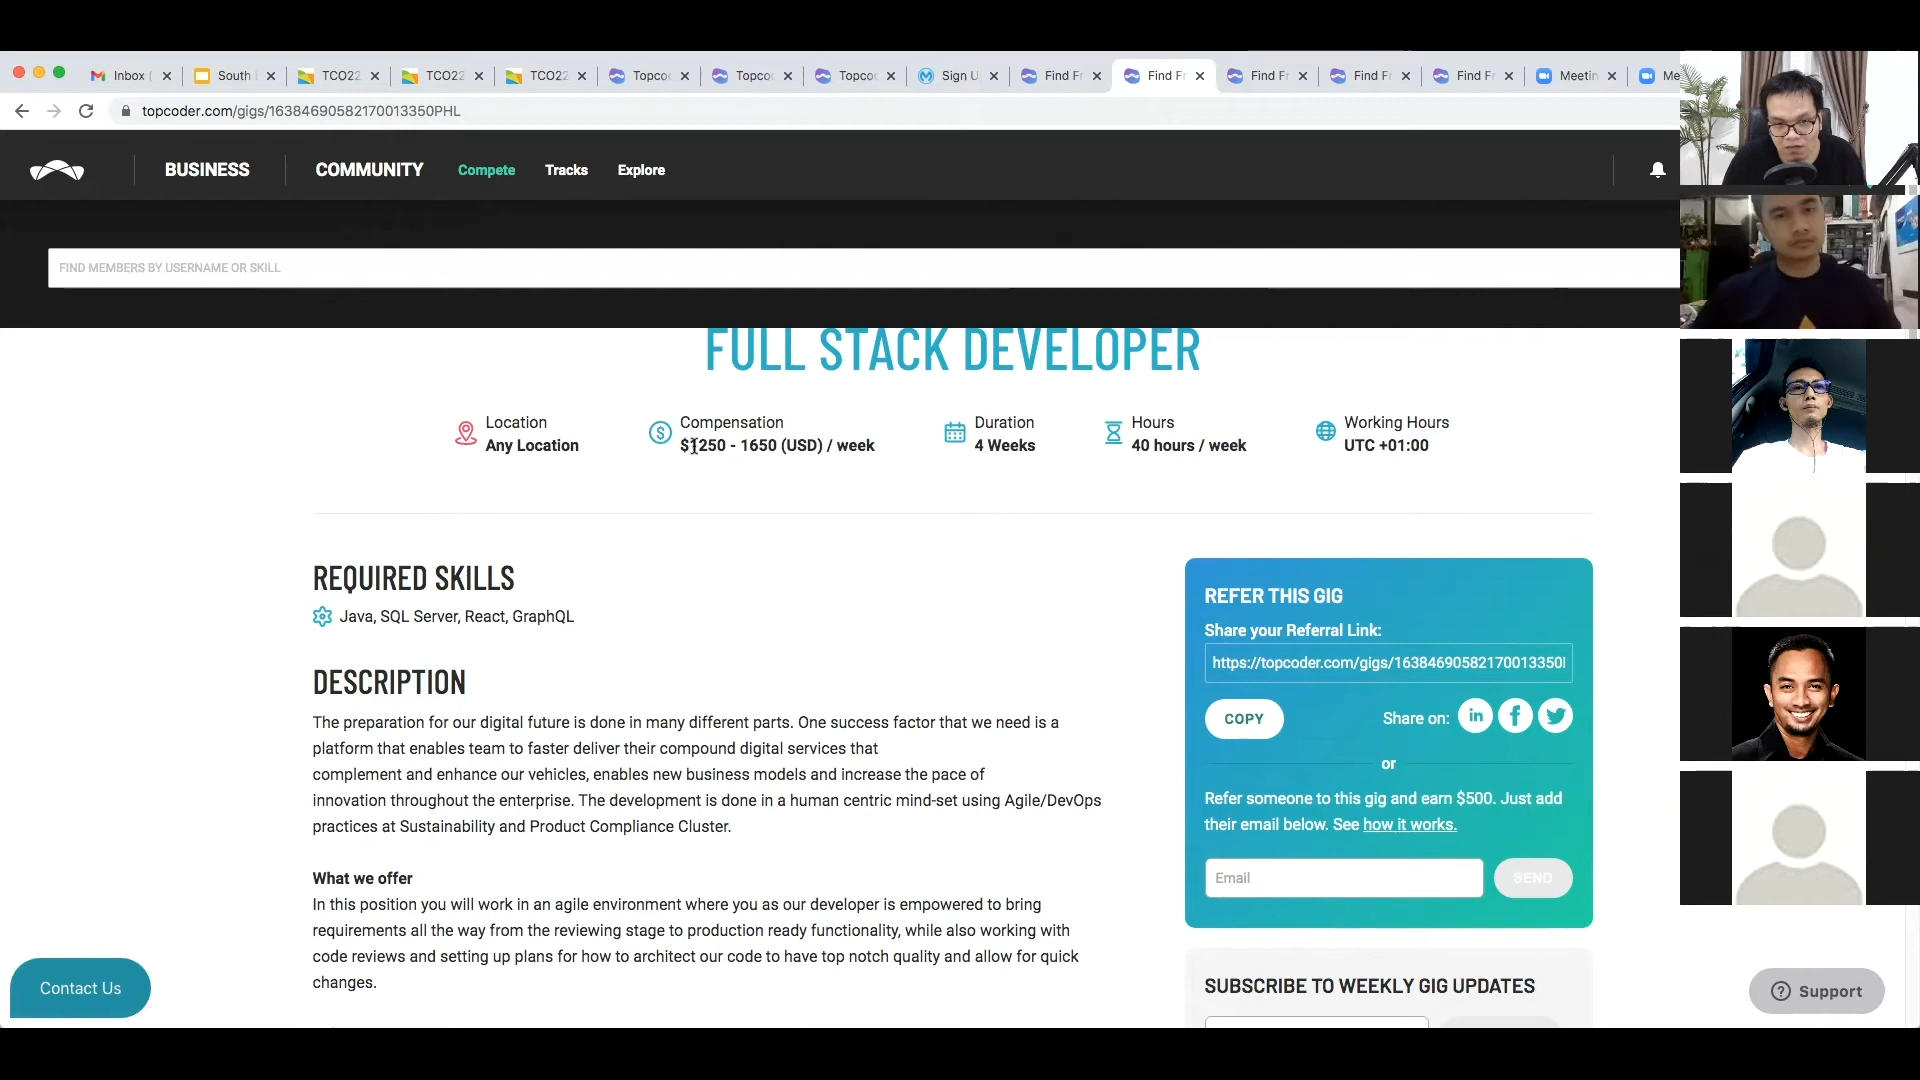 Inbox (
South
TCO22
TCO22
TCO22
Topco
Topco
Topco
Sign U
Find Fr
Find Fr
Find Fr
Find Fr
Find Fr
Meetin
Me
topcoder.com/gigs/16384690582170013350PHL
BUSINESS
COMMUNITY
Compete
Tracks
Explore
FIND MEMBERS BY USERNAME OR SKILL
FULL STACK DEVELOPER
Location
Any Location
Compensation
$1250 - 1650 (USD) / week
Duration
4 Weeks
Hours
40 hours / week
Working Hours
UTC +01:00
REQUIRED SKILLS
Java, SQL Server, React, GraphQL
DESCRIPTION
The preparation for our digital future is done in many different parts. One success factor that we need is a
platform that enables team to faster deliver their compound digital services that
complement and enhance our vehicles, enables new business models and increase the pace of
innovation throughout the enterprise. The development is done in a human centric mind-set using Agile/DevOps
practices at Sustainability and Product Compliance Cluster.
What we offer
In this position you will work in an agile environment where you as our developer is empowered to bring
requirements all the way from the reviewing stage to production ready functionality, while also working with
code reviews and setting up plans for how to architect our code to have top notch quality and allow for quick
changes.
REFER THIS GIG
Share your Referral Link:
https://topcoder.com/gigs/16384690582170013350
COPY
Share on:
or
Refer someone to this gig and earn $500. Just add
their email below. See how it works.
Email
SEND
SUBSCRIBE TO WEEKLY GIG UPDATES
Contact Us
Support